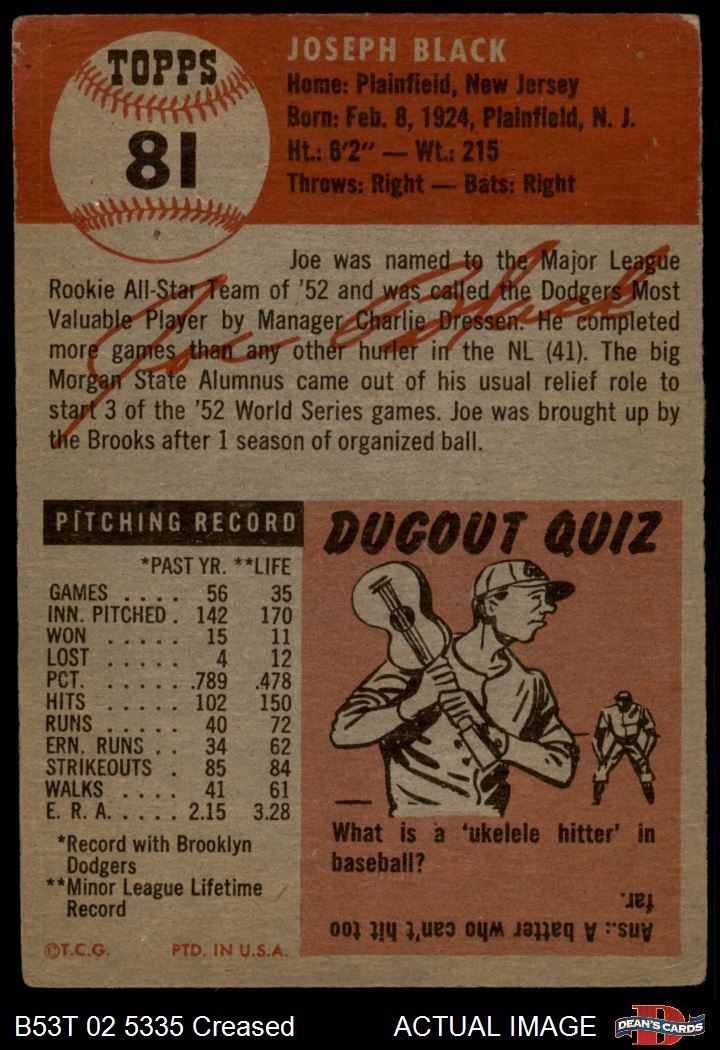 TOPPS
81
JOSEPH BLACK
Home: Plainfield, New Jersey
Born: Feb. 8, 1924, Plainfield, N. J.
Ht.: 6'2" — Wt.: 215
Throws: Right — Bats: Right
Joe was named to the Major League
Rookie All-Star Team of '52 and was called the Dodgers Most
Valuable Player by Manager Charlie Dressen. He completed
more games than any other hurler in the NL (41). The big
Morgan State Alumnus came out of his usual relief role to
start 3 of the '52 World Series games. Joe was brought up by
the Brooks after 1 season of organized ball.
Joe Black
PITCHING RECORD
*PAST YR. **LIFE
GAMES . . . . 56 35
INN. PITCHED . 142 170
WON . . . . . 15 11
LOST . . . . . 4 12
PCT. . . . . . .789 .478
HITS . . . . . 102 150
RUNS . . . . . 40 72
ERN. RUNS . . 34 62
STRIKEOUTS . 85 84
WALKS . . . . 41 61
E. R. A. . . . . 2.15 3.28
*Record with Brooklyn
Dodgers
**Minor League Lifetime
Record
©T.C.G. PTD. IN U.S.A.
DUGOUT QUIZ
What is a 'ukelele hitter' in
baseball?
Ans.: A batter who can't hit too
far.
B53T 02 5335 Creased
ACTUAL IMAGE
D
DEAN'S CARDS